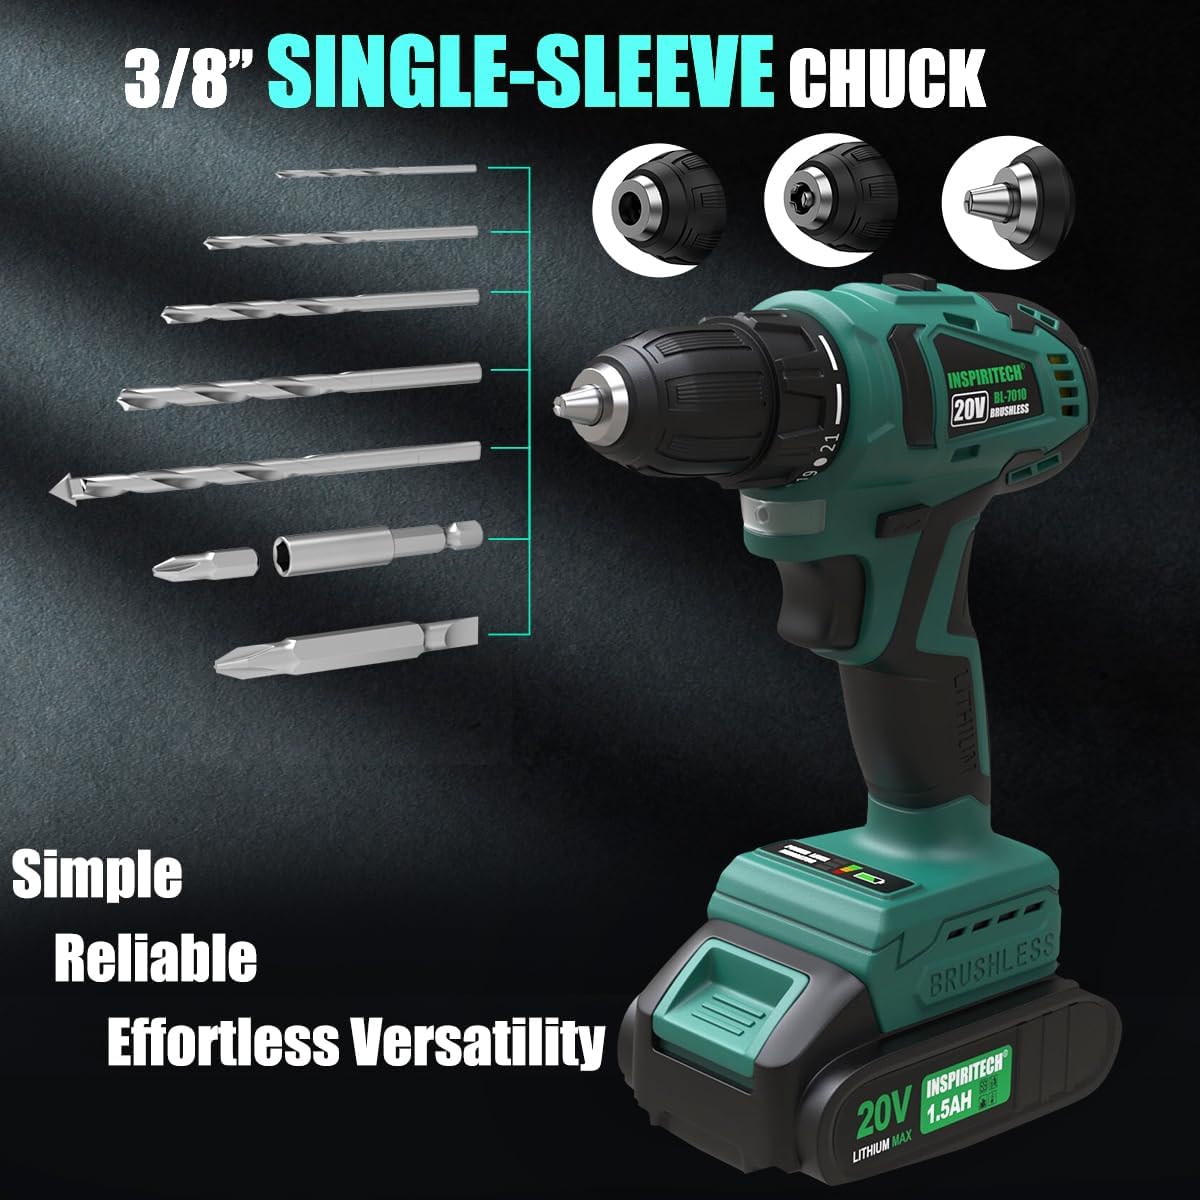 3/8” SINGLE-SLEEVE CHUCK
INSPIRITECH®
20V BL-7010
BRUSHLESS
19 • 21
LITHIUM
BRUSHLESS
Simple
Reliable
Effortless Versatility
20V
LITHIUM MAX
INSPIRITECH®
1.5AH